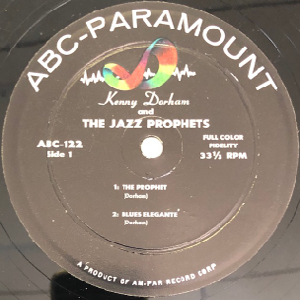 ABC-PARAMOUNT
Kenny Dorham
and
THE JAZZ PROPHETS
ABC-122
Side 1
FULL COLOR
FIDELITY
33⅓ RPM
1: THE PROPHET
(Dorham)
2: BLUES ELEGANTE
(Dorham)
A PRODUCT OF AM-PAR RECORD CORP